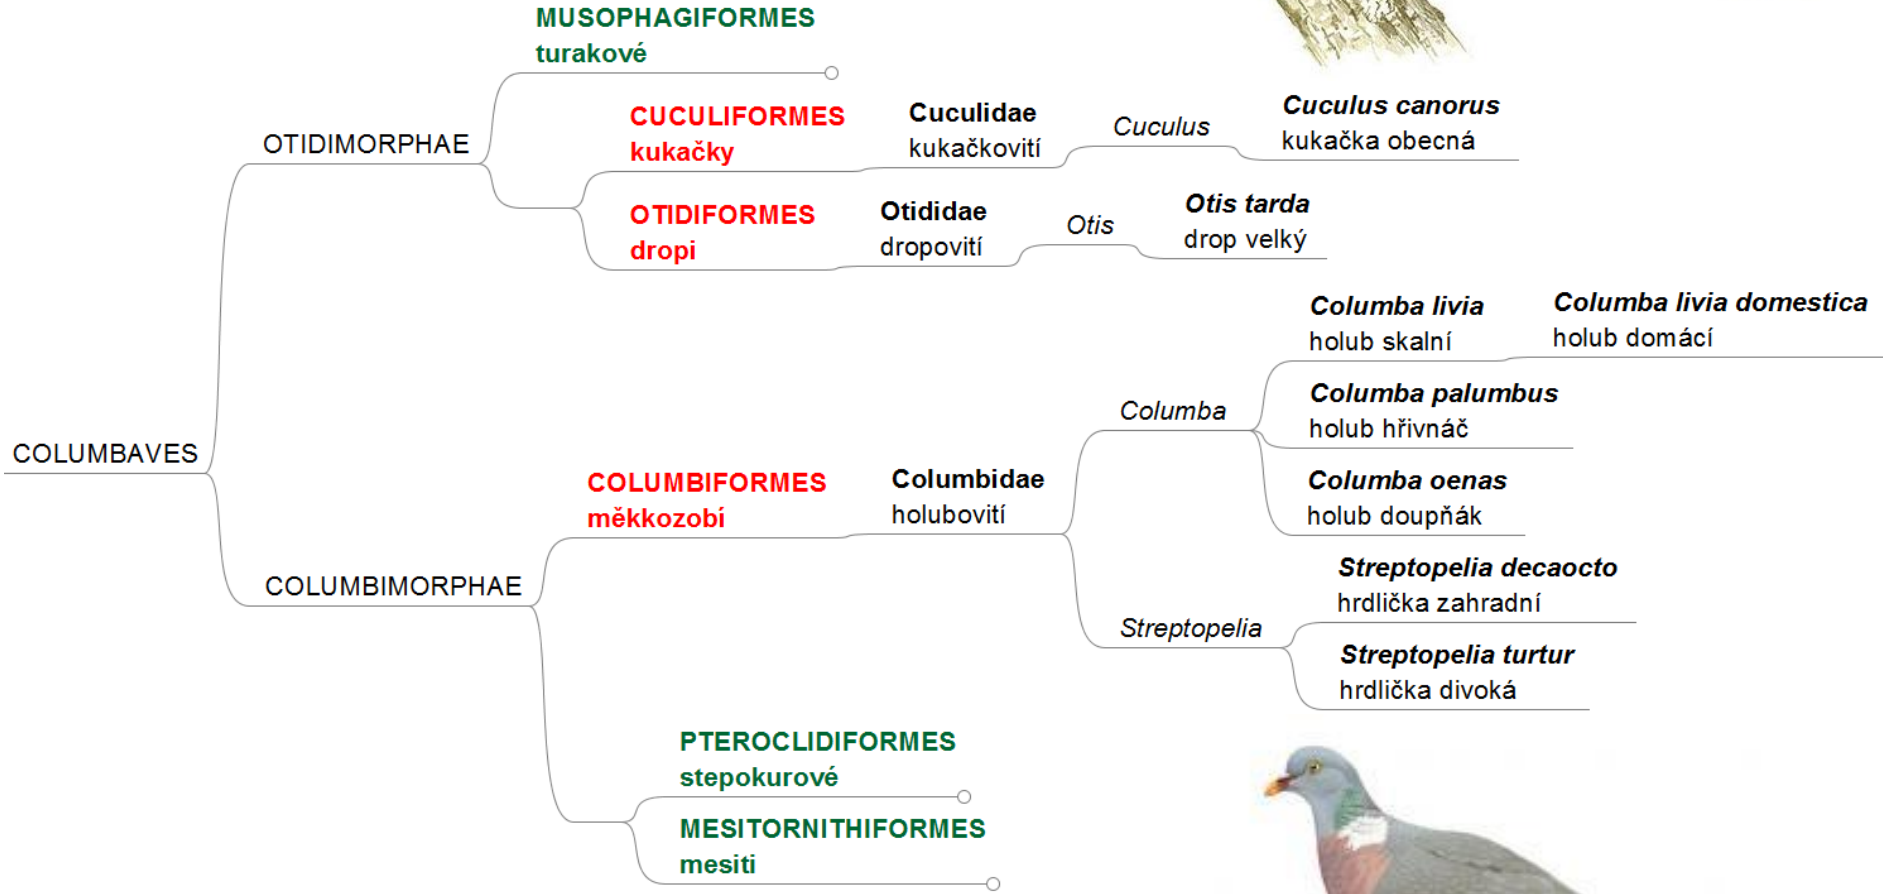 MUSOPHAGIFORMES
turakové
OTIDIMORPHAE
CUCULIFORMES
kukačky
Cuculidae
kukačkovití
Cuculus
Cuculus canorus
kukačka obecná
OTIDIFORMES
dropi
Otididae
dropovití
Otis
Otis tarda
drop velký
COLUMBAVES
COLUMBIMORPHAE
COLUMBIFORMES
měkkozobí
Columbidae
holubovití
Columba
Columba livia
holub skalní
Columba livia domestica
holub domácí
Columba palumbus
holub hřivnáč
Columba oenas
holub doupňák
Streptopelia
Streptopelia decaocto
hrdlička zahradní
Streptopelia turtur
hrdlička divoká
PTEROCLIDIFORMES
stepokurové
MESITORNITHIFORMES
mesiti